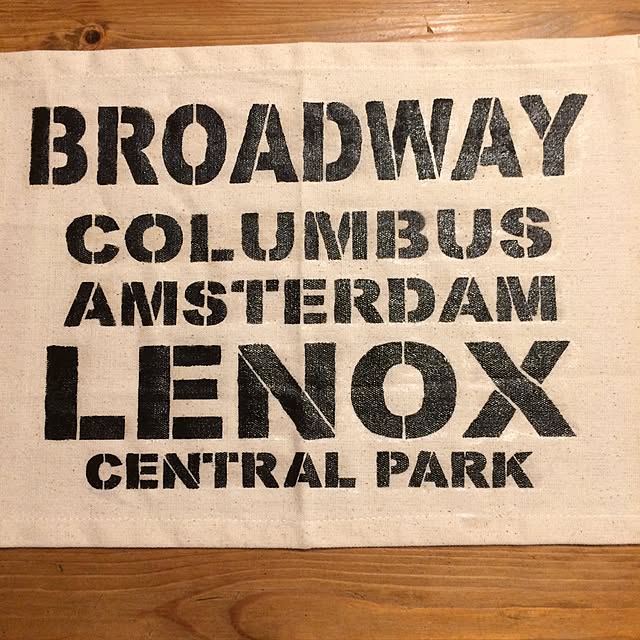 BROADWAY
COLUMBUS
AMSTERDAM
LENOX
CENTRAL PARK